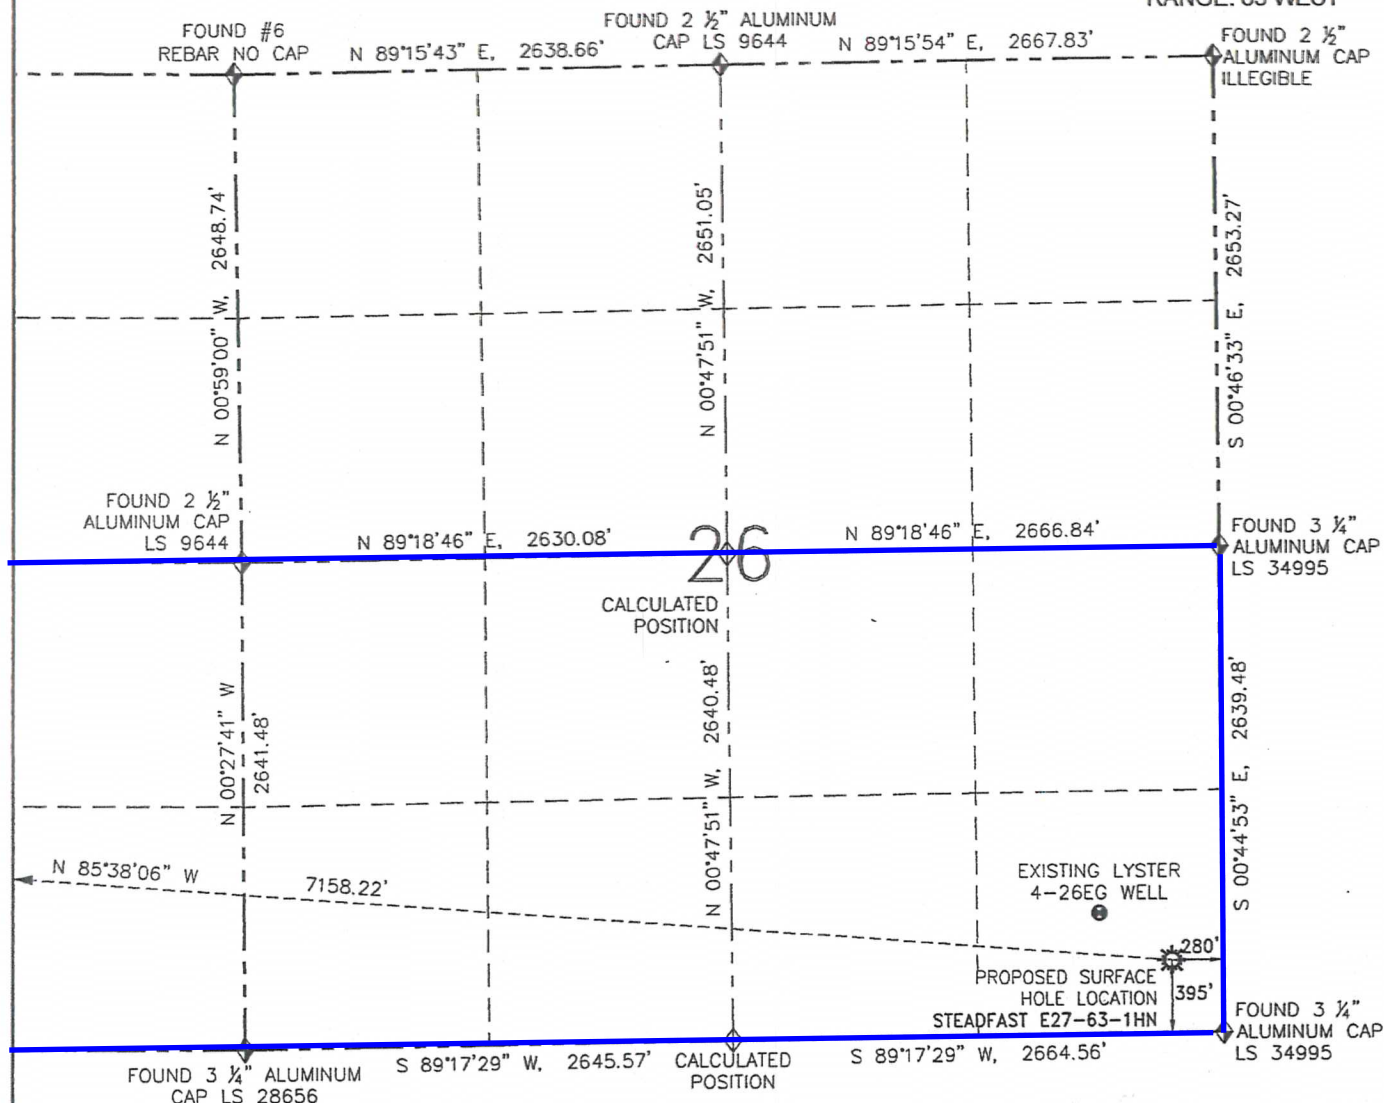 RANGE: 63 WEST
FOUND #6
REBAR NO CAP
N 89°15'43" E, 2638.66'
FOUND 2 ½" ALUMINUM
CAP LS 9644
N 89°15'54" E, 2667.83'
FOUND 2 ½"
ALUMINUM CAP
ILLEGIBLE
N 00°59'00" W, 2648.74'
N 00°47'51" W, 2651.05'
S 00°46'33" E, 2653.27'
FOUND 2 ½"
ALUMINUM CAP
LS 9644
N 89°18'46" E, 2630.08'
26
N 89°18'46" E, 2666.84'
FOUND 3 ¼"
ALUMINUM CAP
LS 34995
CALCULATED
POSITION
N 00°27'41" W
2641.48'
N 00°47'51" W, 2640.48'
S 00°44'53" E, 2639.48'
N 85°38'06" W
7158.22'
EXISTING LYSTER
4-26EG WELL
280'
395'
PROPOSED SURFACE
HOLE LOCATION
STEADFAST E27-63-1HN
FOUND 3 ¼"
ALUMINUM CAP
LS 34995
FOUND 3 ¼" ALUMINUM
CAP LS 28656
S 89°17'29" W, 2645.57'
CALCULATED
POSITION
S 89°17'29" W, 2664.56'